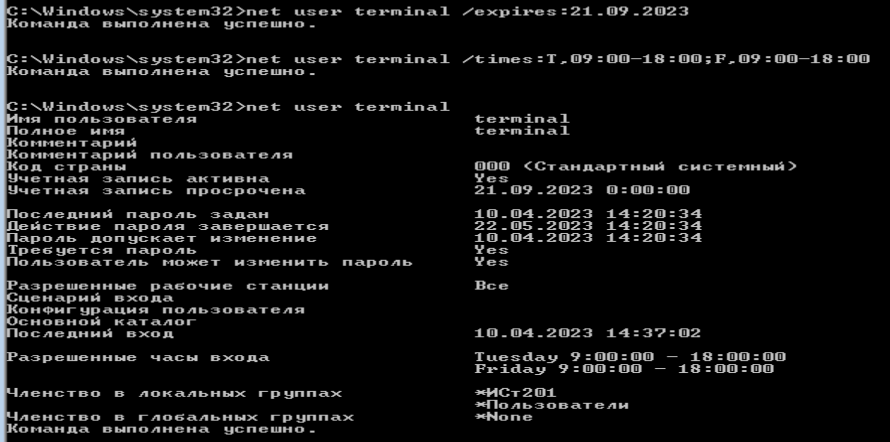 C:\Windows\system32>net user terminal /expires:21.09.2023
Команда выполнена успешно.
C:\Windows\system32>net user terminal /times:T,09:00-18:00;F,09:00-18:00
Команда выполнена успешно.
C:\Windows\system32>net user terminal
Имя пользователя terminal
Полное имя terminal
Комментарий
Комментарий пользователя
Код страны 000 (Стандартный системный)
Учетная запись активна Yes
Учетная запись просрочена 21.09.2023 0:00:00
Последний пароль задан 10.04.2023 14:20:34
Действие пароля завершается 22.05.2023 14:20:34
Пароль допускает изменение 10.04.2023 14:20:34
Требуется пароль Yes
Пользователь может изменить пароль Yes
Разрешенные рабочие станции Все
Сценарий входа
Конфигурация пользователя
Основной каталог
Последний вход 10.04.2023 14:37:02
Разрешенные часы входа Tuesday 9:00:00 - 18:00:00
Friday 9:00:00 - 18:00:00
Членство в локальных группах *ИСт201
*Пользователи
Членство в глобальных группах *None
Команда выполнена успешно.